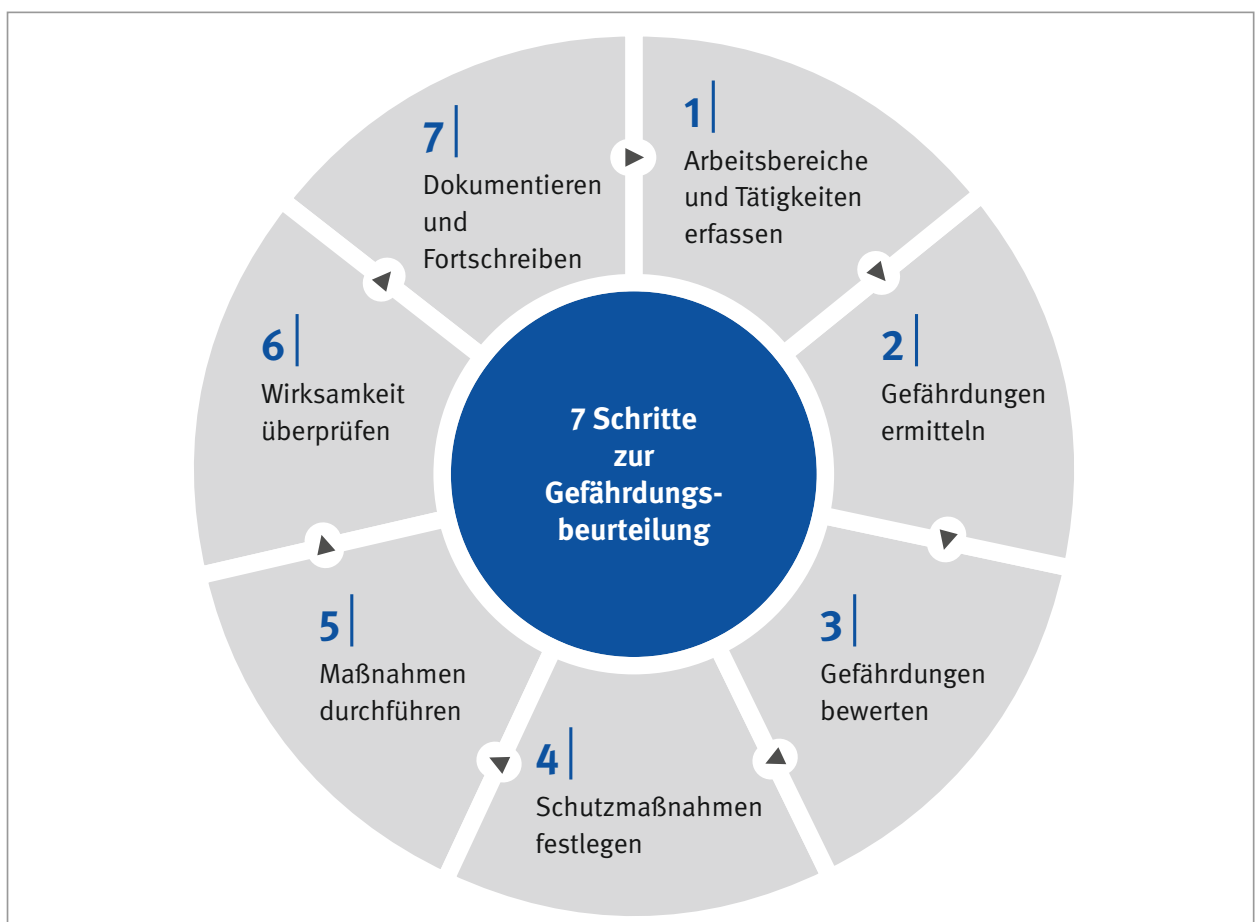 7 Schritte
zur
Gefährdungs-
beurteilung
1
Arbeitsbereiche
und Tätigkeiten
erfassen
2
Gefährdungen
ermitteln
3
Gefährdungen
bewerten
4
Schutzmaßnahmen
festlegen
5
Maßnahmen
durchführen
6
Wirksamkeit
überprüfen
7
Dokumentieren
und
Fortschreiben